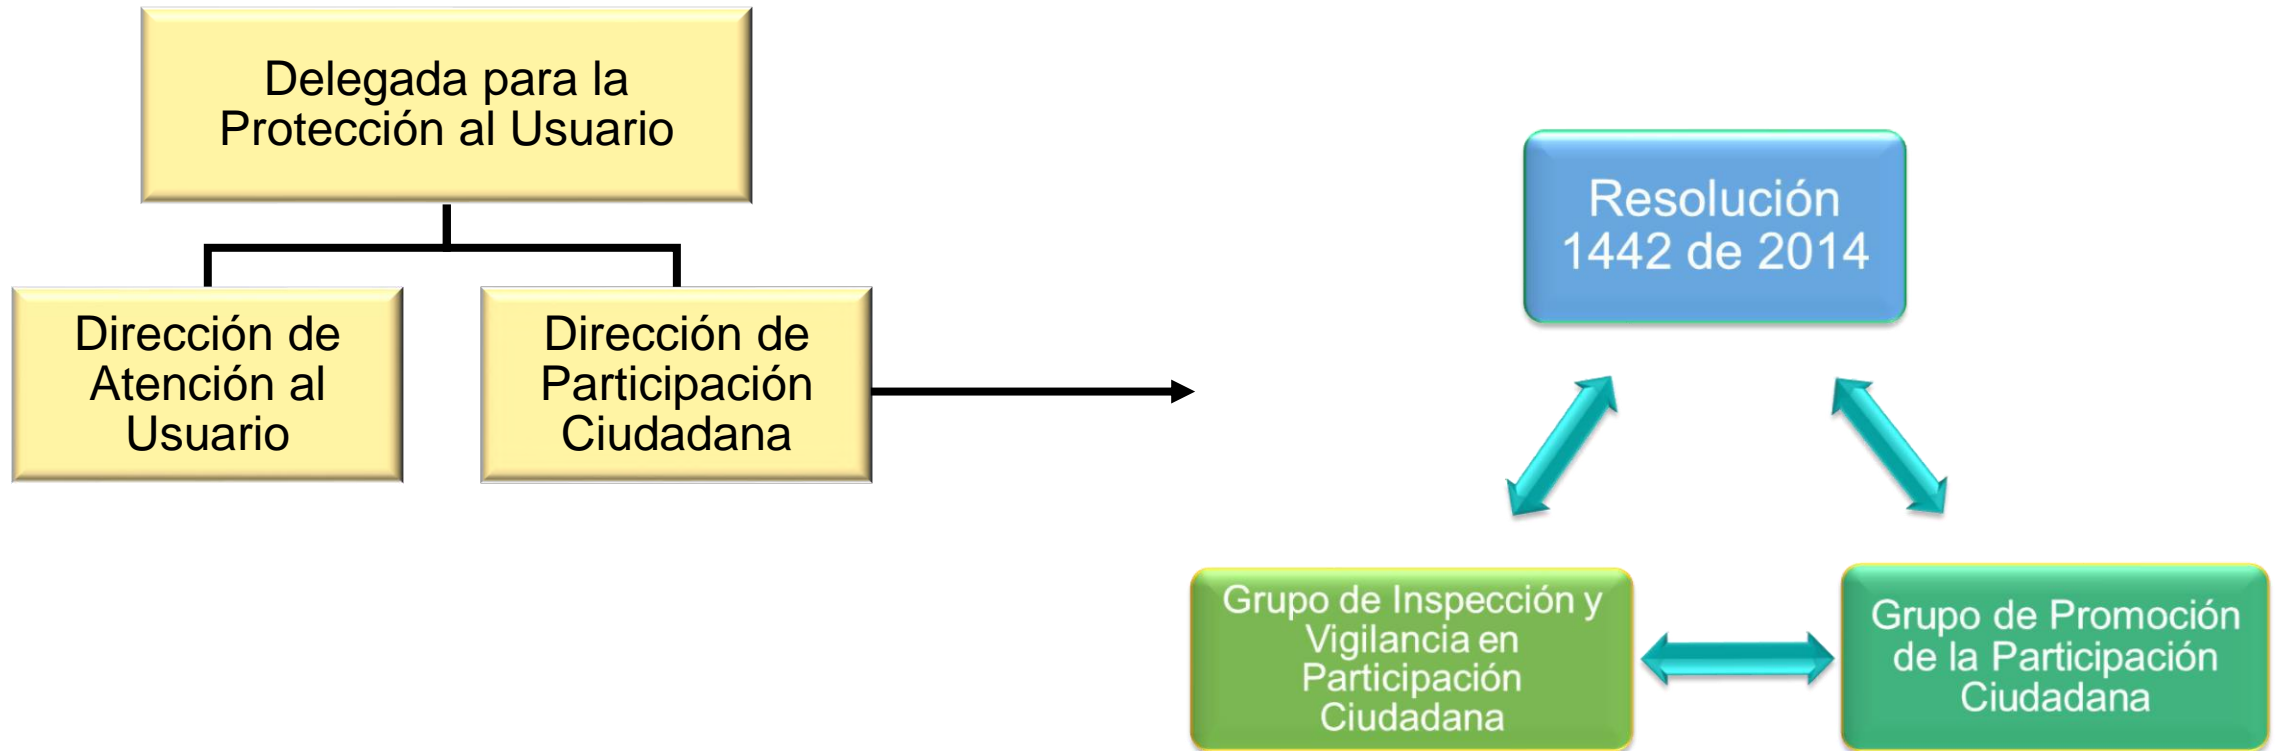 Delegada para la
Protección al Usuario
Dirección de
Atención al
Usuario
Dirección de
Participación
Ciudadana
Resolución
1442 de 2014
Grupo de Inspección y
Vigilancia en
Participación
Ciudadana
Grupo de Promoción
de la Participación
Ciudadana